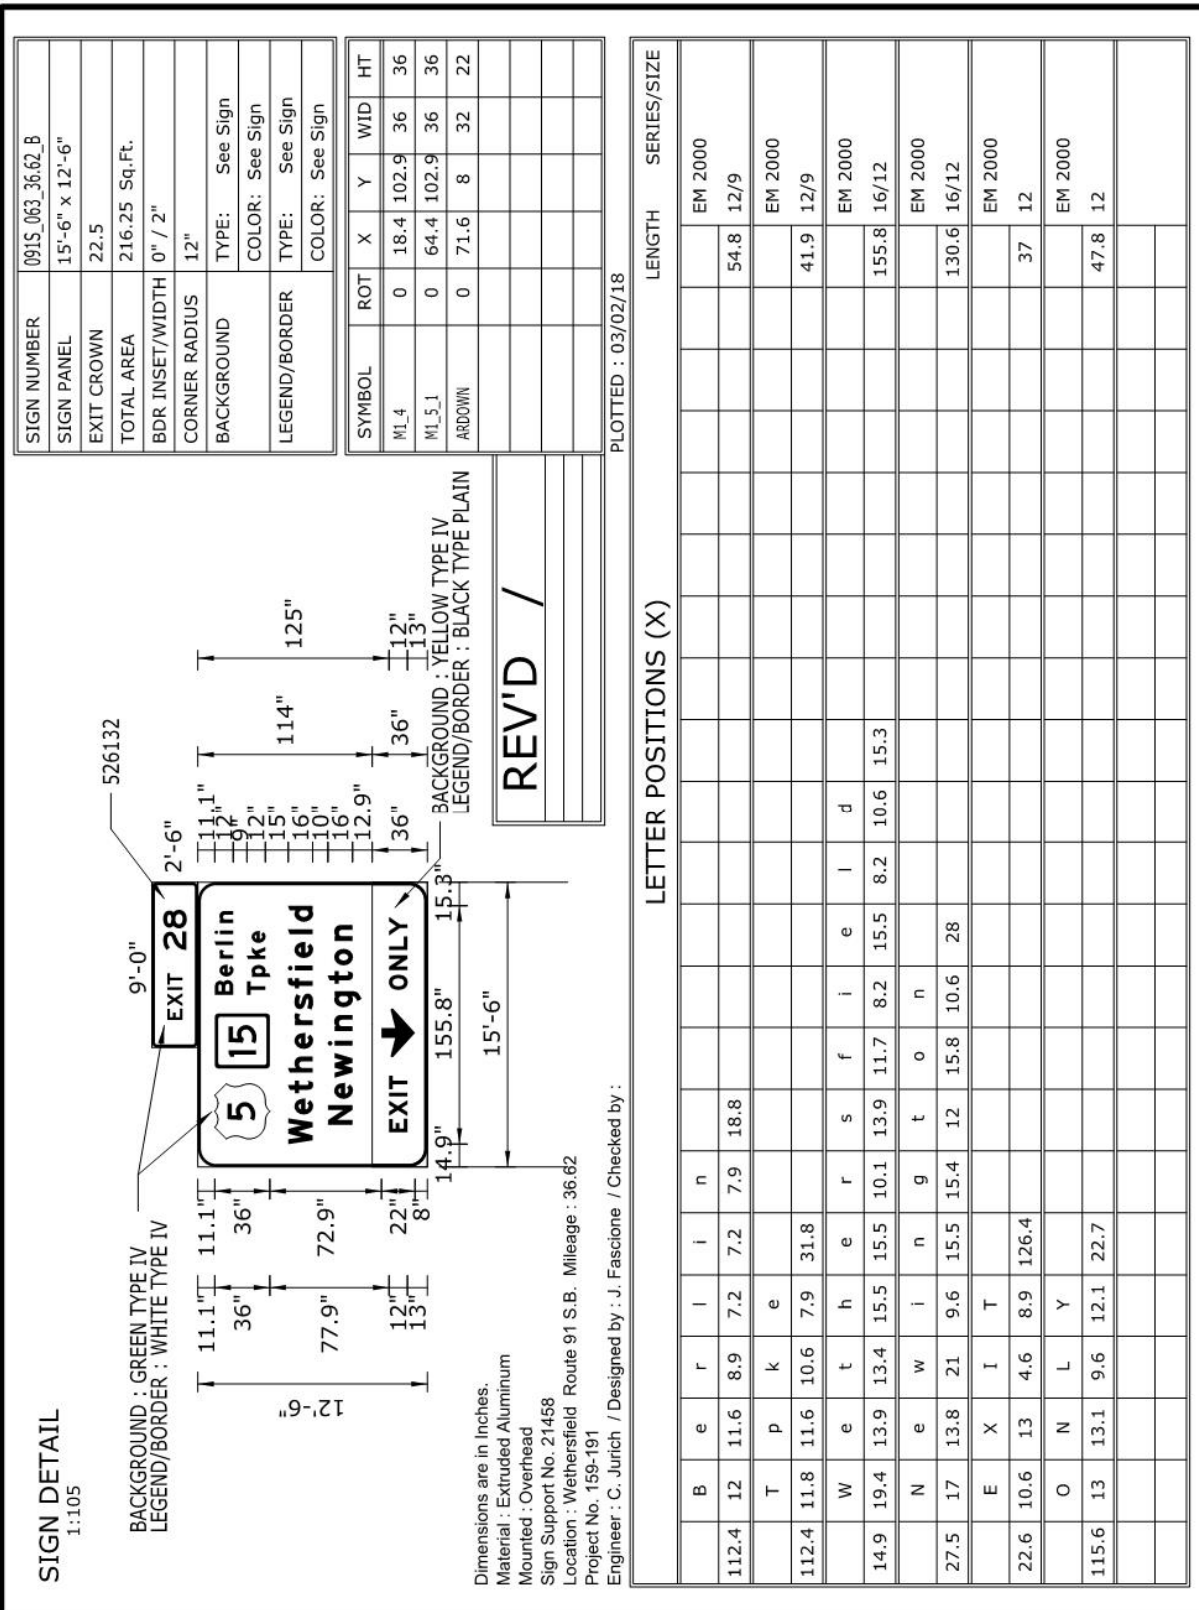 SIGN DETAIL
1:105
BACKGROUND : GREEN TYPE IV
LEGEND/BORDER : WHITE TYPE IV
526132
9'-0"
2'-6"
EXIT 28
5 15 Berlin
Tpke
Wethersfield
Newington
EXIT ONLY
12'-6"
11.1"
36"
77.9"
12"
13"
11.1"
36"
72.9"
22"
8"
11.1"
12"
9"
12"
15"
16"
10"
16"
12.9"
36"
114"
36"
125"
12"
13"
14.9" 155.8" 15.3"
15'-6"
BACKGROUND : YELLOW TYPE IV
LEGEND/BORDER : BLACK TYPE PLAIN
Dimensions are in Inches.
Material : Extruded Aluminum
Mounted : Overhead
Sign Support No. 21458
Location : Wethersfield Route 91 S.B. Mileage : 36.62
Project No. 159-191
Engineer : C. Jurich / Designed by : J. Fascione / Checked by :
REV'D /
SIGN NUMBER 091S_063_36.62_B
SIGN PANEL 15'-6" x 12'-6"
EXIT CROWN 22.5
TOTAL AREA 216.25 Sq.Ft.
BDR INSET/WIDTH 0" / 2"
CORNER RADIUS 12"
BACKGROUND TYPE: See Sign
COLOR: See Sign
LEGEND/BORDER TYPE: See Sign
COLOR: See Sign
SYMBOL ROT X Y WID HT
M1_4 0 18.4 102.9 36 36
M1_5_1 0 64.4 102.9 36 36
ARDOWN 0 71.6 8 32 22
PLOTTED : 03/02/18
LETTER POSITIONS (X) LENGTH SERIES/SIZE
B e r l i n EM 2000
112.4 12 11.6 8.9 7.2 7.2 7.9 18.8 54.8 12/9
T p k e EM 2000
112.4 11.8 11.6 10.6 7.9 31.8 41.9 12/9
W e t h e r s f i e l d EM 2000
14.9 19.4 13.9 13.4 15.5 15.5 10.1 13.9 11.7 8.2 15.5 8.2 10.6 15.3 155.8 16/12
N e w i n g t o n EM 2000
27.5 17 13.8 21 9.6 15.5 15.4 12 15.8 10.6 28 130.6 16/12
E X I T EM 2000
22.6 10.6 13 4.6 8.9 126.4 37 12
O N L Y EM 2000
115.6 13 13.1 9.6 12.1 22.7 47.8 12